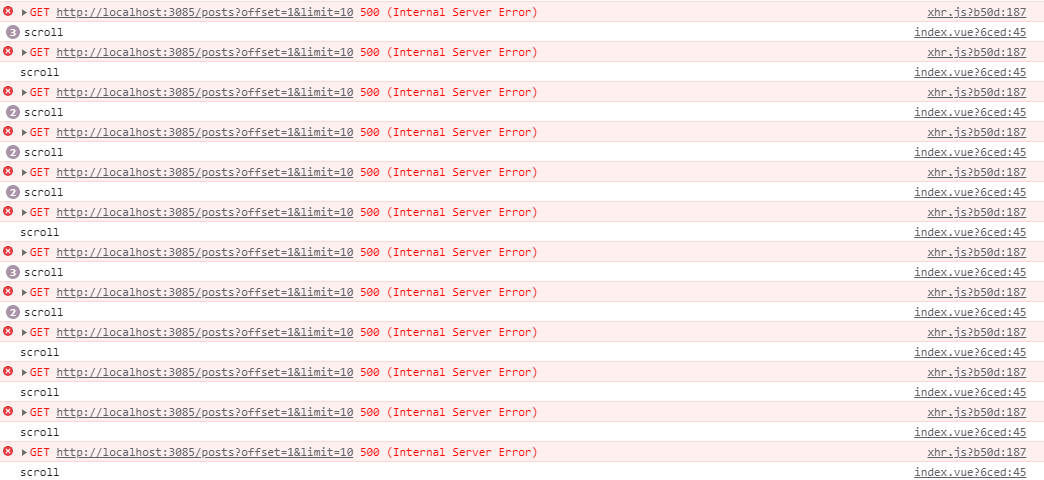 GET http://localhost:3085/posts?offset=1&limit=10 500 (Internal Server Error) xhr.js?b50d:187
3 scroll index.vue?6ced:45
GET http://localhost:3085/posts?offset=1&limit=10 500 (Internal Server Error) xhr.js?b50d:187
scroll index.vue?6ced:45
GET http://localhost:3085/posts?offset=1&limit=10 500 (Internal Server Error) xhr.js?b50d:187
2 scroll index.vue?6ced:45
GET http://localhost:3085/posts?offset=1&limit=10 500 (Internal Server Error) xhr.js?b50d:187
2 scroll index.vue?6ced:45
GET http://localhost:3085/posts?offset=1&limit=10 500 (Internal Server Error) xhr.js?b50d:187
2 scroll index.vue?6ced:45
GET http://localhost:3085/posts?offset=1&limit=10 500 (Internal Server Error) xhr.js?b50d:187
scroll index.vue?6ced:45
GET http://localhost:3085/posts?offset=1&limit=10 500 (Internal Server Error) xhr.js?b50d:187
3 scroll index.vue?6ced:45
GET http://localhost:3085/posts?offset=1&limit=10 500 (Internal Server Error) xhr.js?b50d:187
2 scroll index.vue?6ced:45
GET http://localhost:3085/posts?offset=1&limit=10 500 (Internal Server Error) xhr.js?b50d:187
scroll index.vue?6ced:45
GET http://localhost:3085/posts?offset=1&limit=10 500 (Internal Server Error) xhr.js?b50d:187
scroll index.vue?6ced:45
GET http://localhost:3085/posts?offset=1&limit=10 500 (Internal Server Error) xhr.js?b50d:187
scroll index.vue?6ced:45
GET http://localhost:3085/posts?offset=1&limit=10 500 (Internal Server Error) xhr.js?b50d:187
scroll index.vue?6ced:45